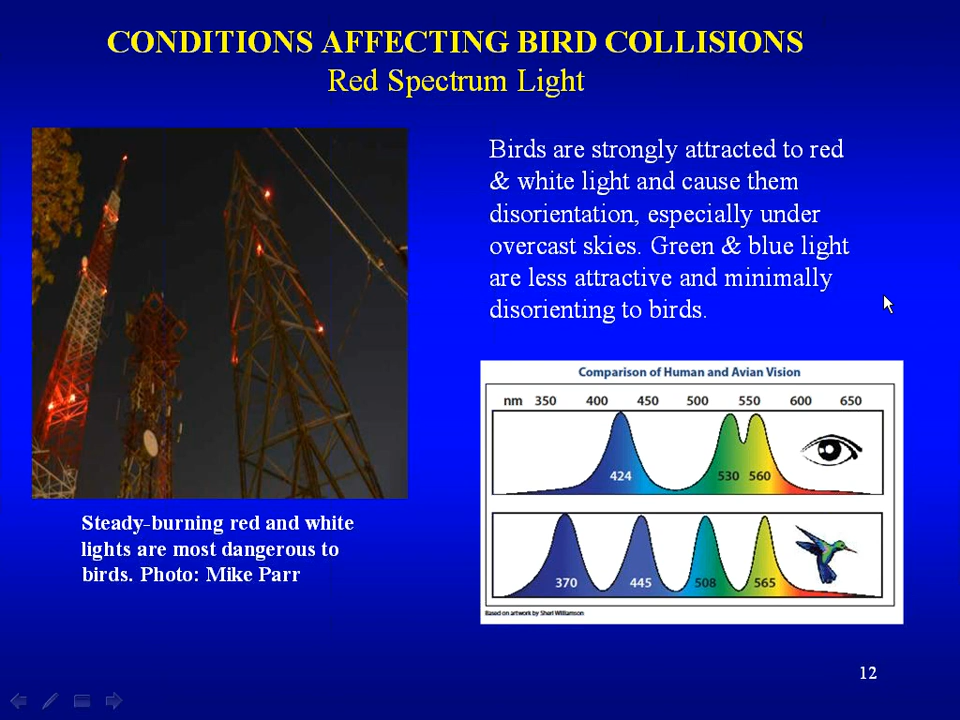 CONDITIONS AFFECTING BIRD COLLISIONS
Red Spectrum Light
Birds are strongly attracted to red
& white light and cause them
disorientation, especially under
overcast skies. Green & blue light
are less attractive and minimally
disorienting to birds.
Steady-burning red and white
lights are most dangerous to
birds. Photo: Mike Parr
Comparison of Human and Avian Vision
nm 350 400 450 500 550 600 650
424 530 560
370 445 508 565
Based on artwork by Sheri Williamson
12